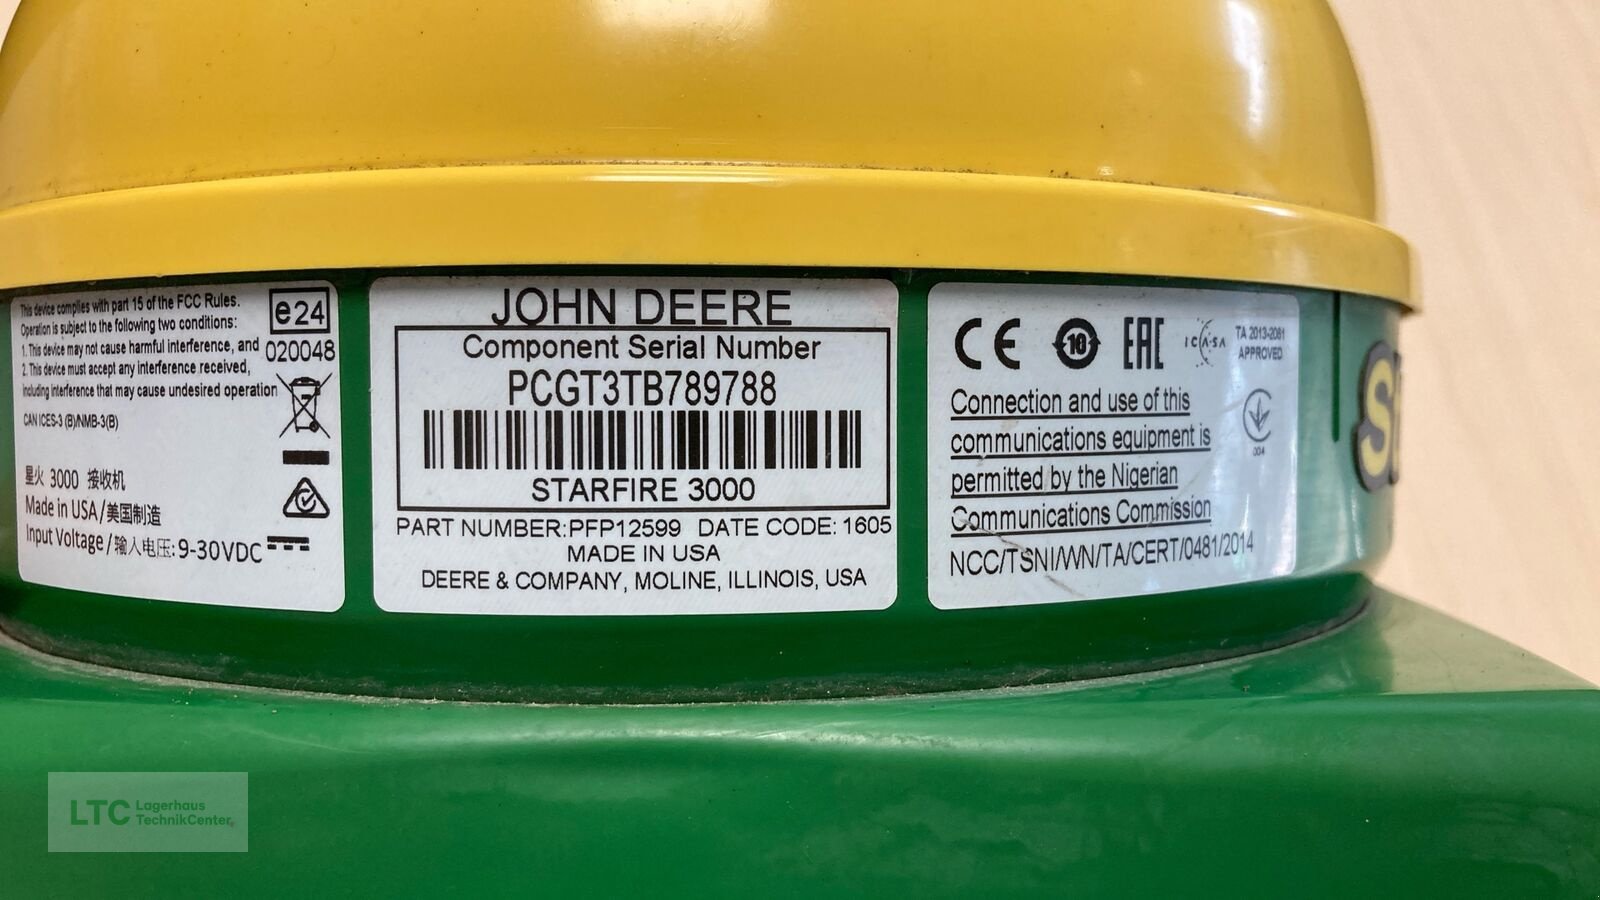 This device complies with part 15 of the FCC Rules.
Operation is subject to the following two conditions:
1. This device may not cause harmful interference, and
2. This device must accept any interference received,
including interference that may cause undesired operation
CAN ICES-3 (B)/NMB-3(B)
e24
020048
星火 3000 接收机
Made in USA/美国制造
Input Voltage/输入电压:9-30VDC
JOHN DEERE
Component Serial Number
PCGT3TB789788
STARFIRE 3000
PART NUMBER:PFP12599 DATE CODE: 1605
MADE IN USA
DEERE & COMPANY, MOLINE, ILLINOIS, USA
CE 10 EAC ICASA TA 2013-2061
APPROVED
Connection and use of this
communications equipment is
permitted by the Nigerian
Communications Commission
NCC/TSNI/WN/TA/CERT/0481/2014
004
LTC Lagerhaus
TechnikCenter